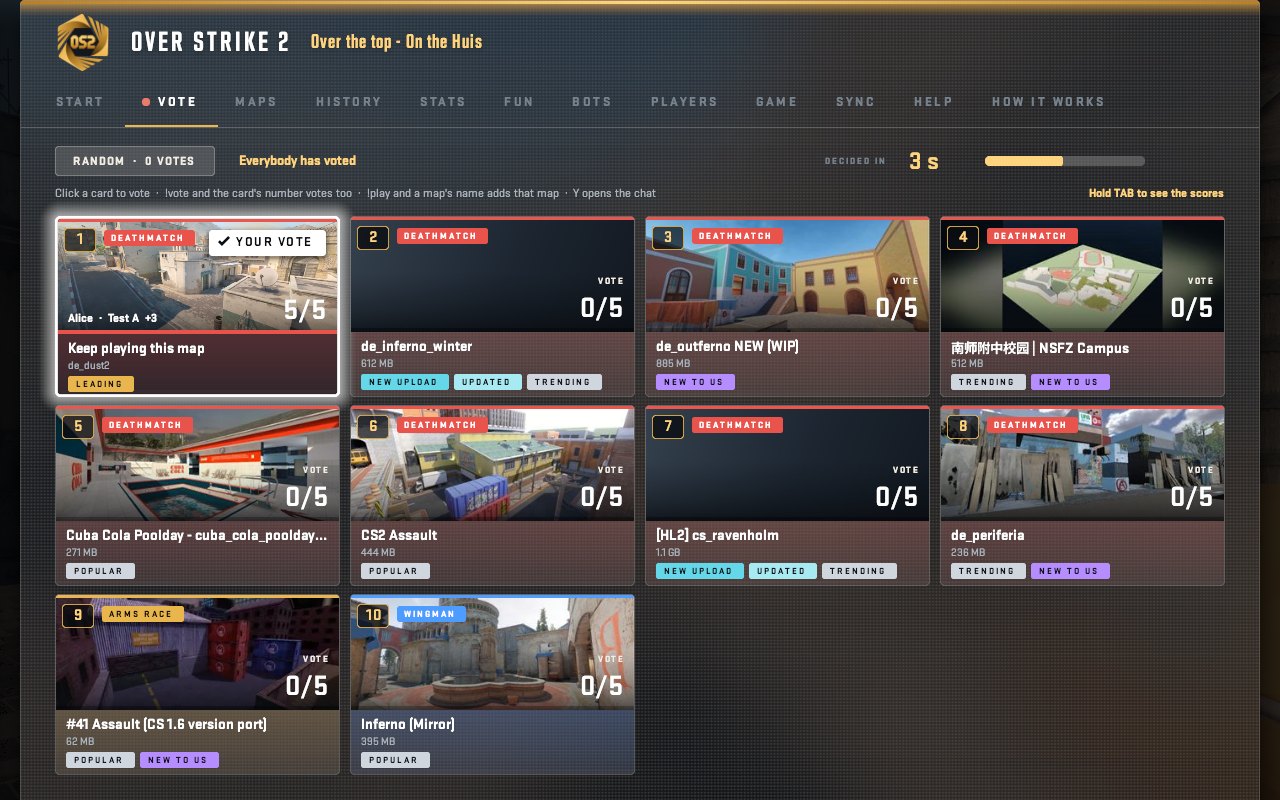 OS2
OVER STRIKE 2
Over the top - On the Huis
START
VOTE
MAPS
HISTORY
STATS
FUN
BOTS
PLAYERS
GAME
SYNC
HELP
HOW IT WORKS
RANDOM · 0 VOTES
Everybody has voted
DECIDED IN
3 s
Click a card to vote · !vote and the card's number votes too · !play and a map's name adds that map · Y opens the chat
Hold TAB to see the scores
1
DEATHMATCH
✔ YOUR VOTE
Alice · Test A +3
5/5
Keep playing this map
de_dust2
LEADING
2
DEATHMATCH
VOTE
0/5
de_inferno_winter
612 MB
NEW UPLOAD
UPDATED
TRENDING
3
DEATHMATCH
VOTE
0/5
de_outferno NEW (WIP)
885 MB
NEW TO US
4
DEATHMATCH
VOTE
0/5
南师附中校园 | NSFZ Campus
512 MB
TRENDING
NEW TO US
5
DEATHMATCH
VOTE
0/5
Cuba Cola Poolday - cuba_cola_poolday...
271 MB
POPULAR
6
DEATHMATCH
VOTE
0/5
CS2 Assault
444 MB
POPULAR
7
DEATHMATCH
VOTE
0/5
[HL2] cs_ravenholm
1.1 GB
NEW UPLOAD
UPDATED
TRENDING
8
DEATHMATCH
VOTE
0/5
de_periferia
236 MB
TRENDING
NEW TO US
9
ARMS RACE
VOTE
0/5
#41 Assault (CS 1.6 version port)
62 MB
POPULAR
NEW TO US
10
WINGMAN
VOTE
0/5
Inferno (Mirror)
395 MB
POPULAR